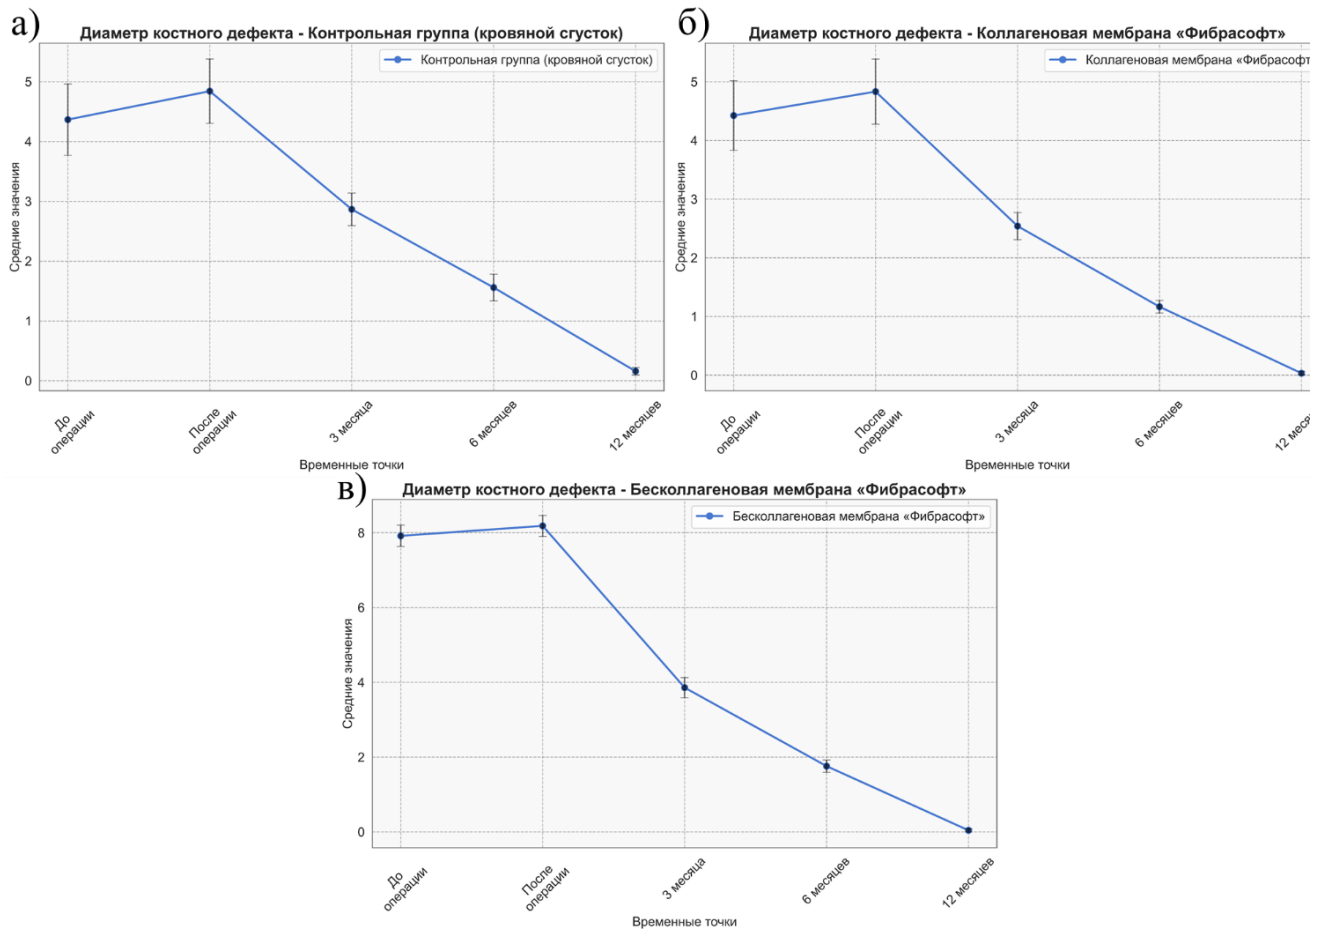 а)
Диаметр костного дефекта - Контрольная группа (кровяной сгусток)
Контрольная группа (кровяной сгусток)
5
4
3
2
1
0
Средние значения
До
операции
После
операции
3 месяца
6 месяцев
12 месяцев
Временные точки
б)
Диаметр костного дефекта - Коллагеновая мембрана «Фибрасофт»
Коллагеновая мембрана «Фибрасофт
5
4
3
2
1
0
Средние значения
До
операции
После
операции
3 месяца
6 месяцев
12 месяце
Временные точки
в)
Диаметр костного дефекта - Бесколлагеновая мембрана «Фибрасофт»
Бесколлагеновая мембрана «Фибрасофт»
8
6
4
2
0
Средние значения
До
операции
После
операции
3 месяца
6 месяцев
12 месяцев
Временные точки